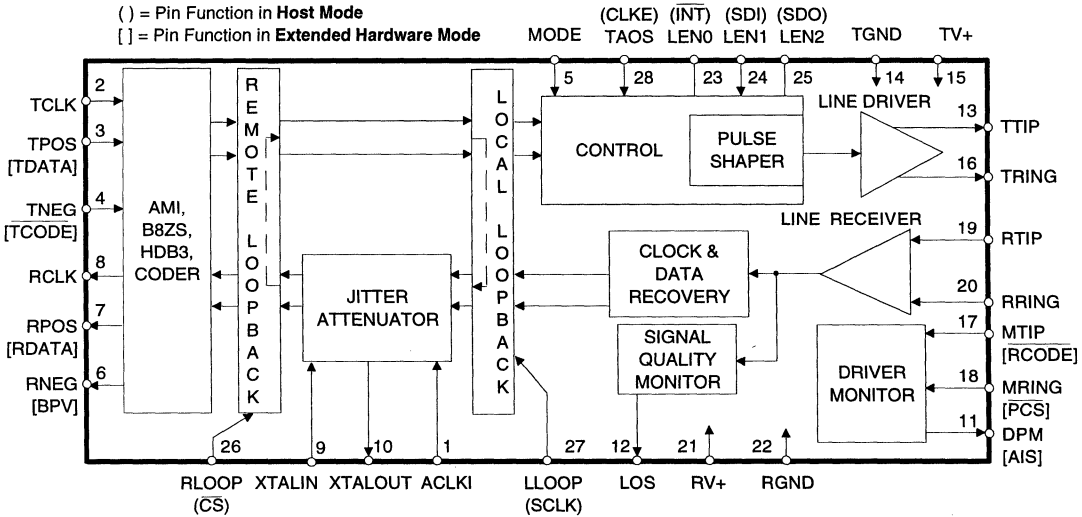 ( ) = Pin Function in Host Mode
[ ] = Pin Function in Extended Hardware Mode
MODE
(CLKE)
TAOS
(INT)
LEN0
(SDI)
LEN1
(SDO)
LEN2
TGND
TV+
5
28
23
24
25
14
15
2
TCLK
3
TPOS
[TDATA]
4
TNEG
[TCODE]
8
RCLK
7
RPOS
[RDATA]
6
RNEG
[BPV]
AMI,
B8ZS,
HDB3,
CODER
REMOTE LOOPBACK
JITTER
ATTENUATOR
LOCAL LOOPBACK
CONTROL
PULSE
SHAPER
LINE DRIVER
13
TTIP
16
TRING
LINE RECEIVER
CLOCK &
DATA
RECOVERY
SIGNAL
QUALITY
MONITOR
DRIVER
MONITOR
19
RTIP
20
RRING
17
MTIP
[RCODE]
18
MRING
[PCS]
11
DPM
[AIS]
26
9
10
1
27
12
21
22
RLOOP
(CS)
XTALIN
XTALOUT
ACLKI
LLOOP
(SCLK)
LOS
RV+
RGND